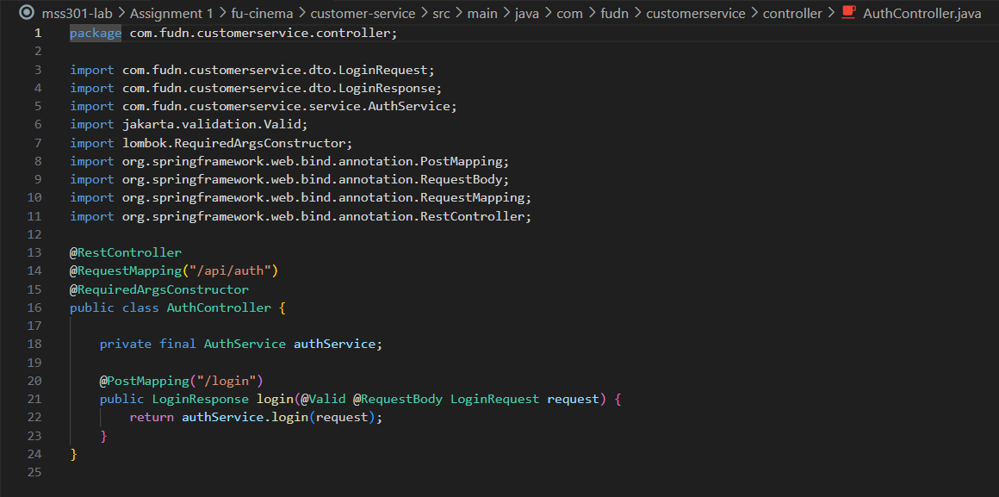 mss301-lab > Assignment 1 > fu-cinema > customer-service > src > main > java > com > fudn > customerservice > controller > AuthController.java
1 package com.fudn.customerservice.controller;
2
3 import com.fudn.customerservice.dto.LoginRequest;
4 import com.fudn.customerservice.dto.LoginResponse;
5 import com.fudn.customerservice.service.AuthService;
6 import jakarta.validation.Valid;
7 import lombok.RequiredArgsConstructor;
8 import org.springframework.web.bind.annotation.PostMapping;
9 import org.springframework.web.bind.annotation.RequestBody;
10 import org.springframework.web.bind.annotation.RequestMapping;
11 import org.springframework.web.bind.annotation.RestController;
12
13 @RestController
14 @RequestMapping("/api/auth")
15 @RequiredArgsConstructor
16 public class AuthController {
17
18     private final AuthService authService;
19
20     @PostMapping("/login")
21     public LoginResponse login(@Valid @RequestBody LoginRequest request) {
22         return authService.login(request);
23     }
24 }
25